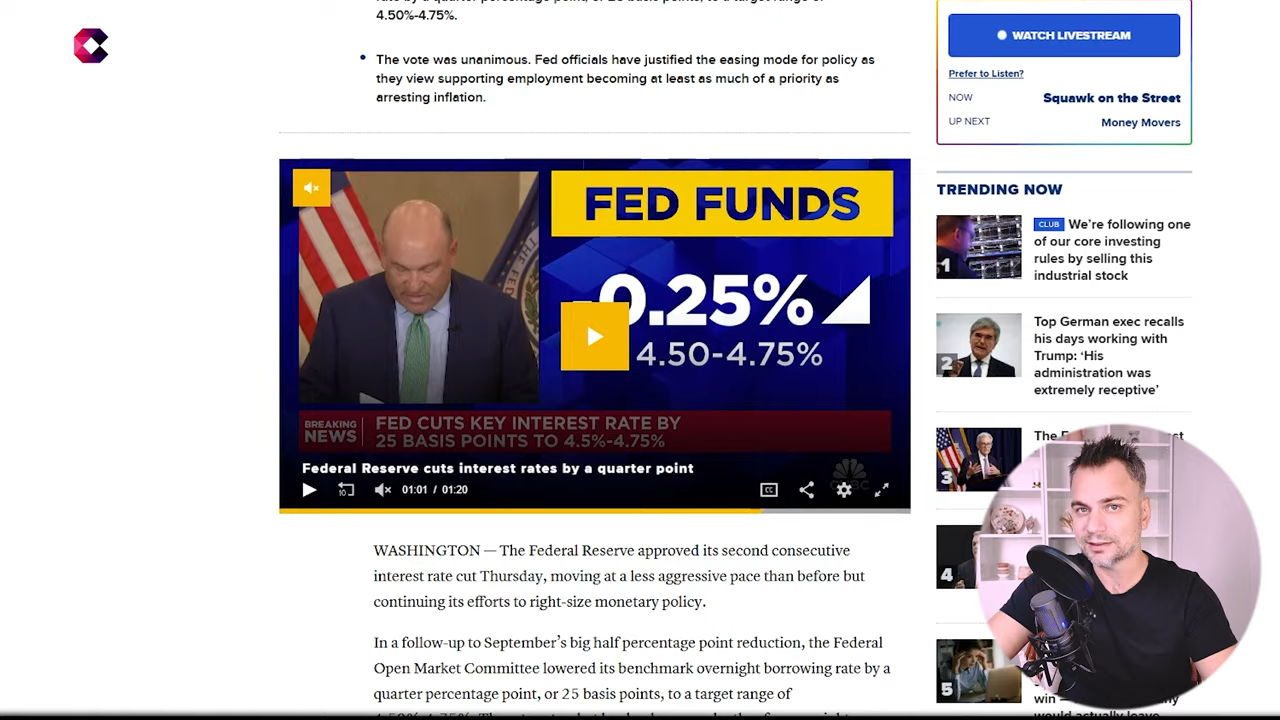 4.50%-4.75%.
The vote was unanimous. Fed officials have justified the easing mode for policy as
they view supporting employment becoming at least as much of a priority as
arresting inflation.
WATCH LIVESTREAM
Prefer to Listen?
NOW
Squawk on the Street
UP NEXT
Money Movers
FED FUNDS
-0.25%
4.50-4.75%
BREAKING
NEWS
FED CUTS KEY INTEREST RATE BY
25 BASIS POINTS TO 4.5%-4.75%
Federal Reserve cuts interest rates by a quarter point
10
01:01 / 01:20
CC
TRENDING NOW
1
CLUB We're following one
of our core investing
rules by selling this
industrial stock
2
Top German exec recalls
his days working with
Trump: 'His
administration was
extremely receptive'
3
The
4
5
WASHINGTON — The Federal Reserve approved its second consecutive
interest rate cut Thursday, moving at a less aggressive pace than before but
continuing its efforts to right-size monetary policy.
In a follow-up to September's big half percentage point reduction, the Federal
Open Market Committee lowered its benchmark overnight borrowing rate by a
quarter percentage point, or 25 basis points, to a target range of